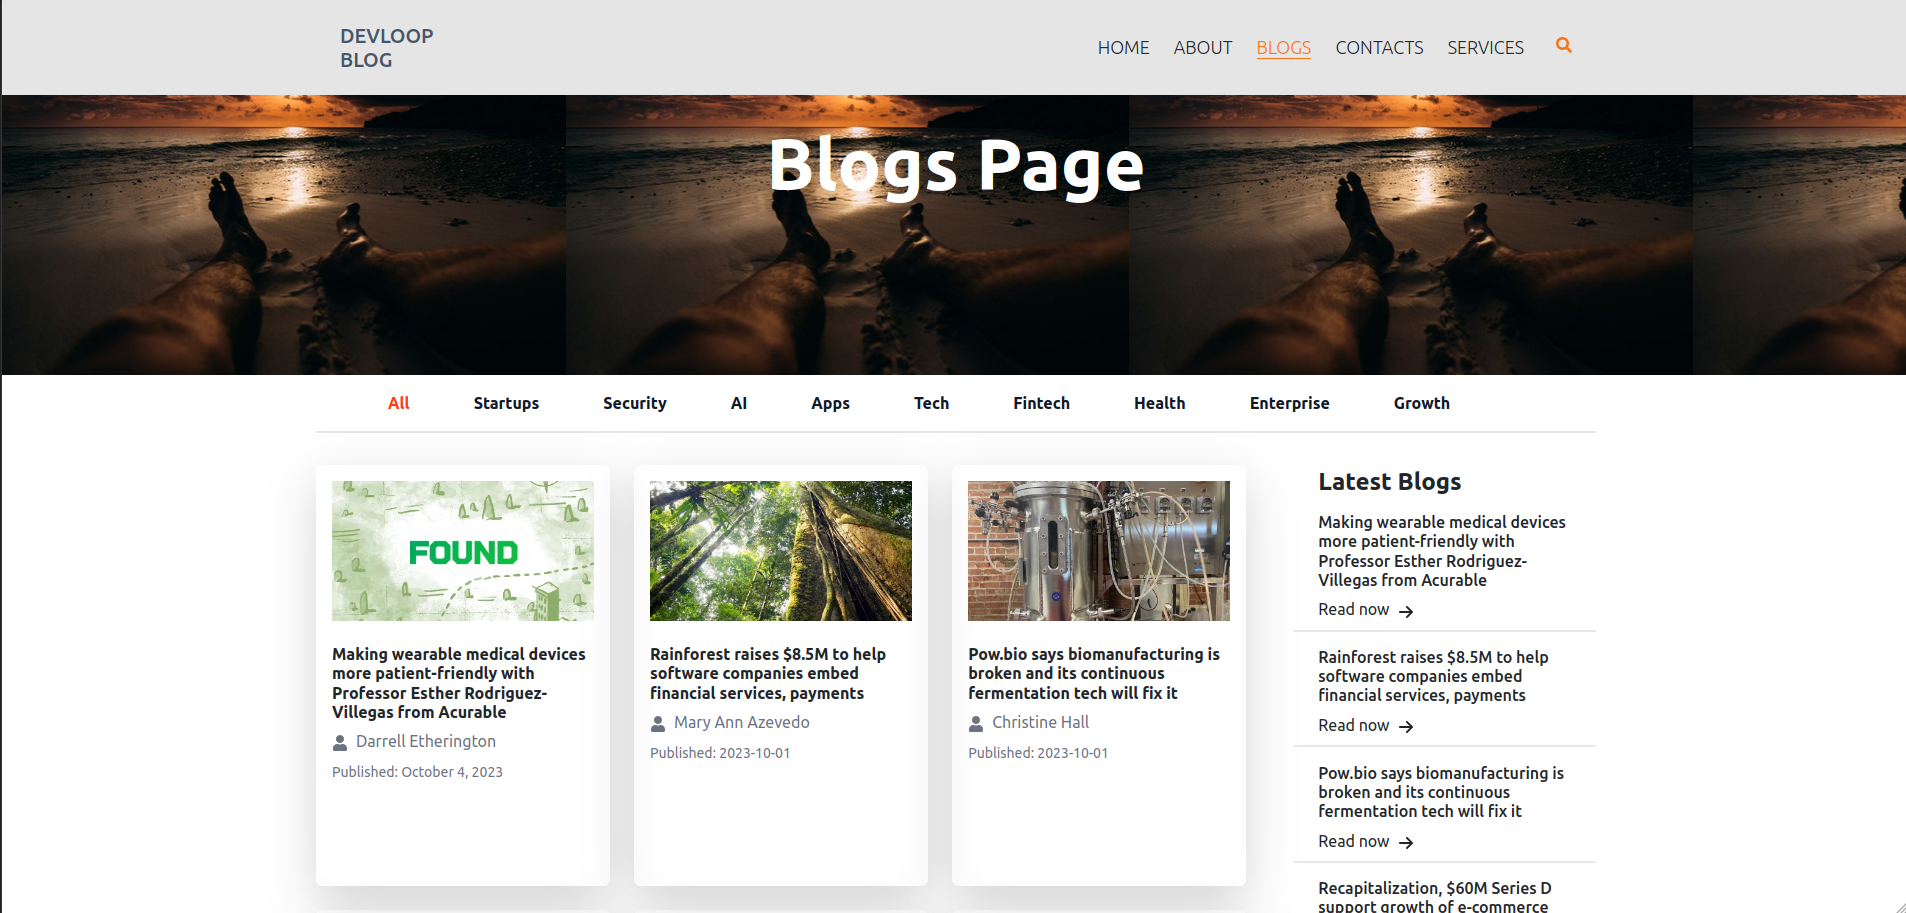 DEVLOOP
BLOG
HOME ABOUT BLOGS CONTACTS SERVICES
Blogs Page
All Startups Security AI Apps Tech Fintech Health Enterprise Growth
FOUND
Making wearable medical devices
more patient-friendly with
Professor Esther Rodriguez-
Villegas from Acurable
Darrell Etherington
Published: October 4, 2023
Rainforest raises $8.5M to help
software companies embed
financial services, payments
Mary Ann Azevedo
Published: 2023-10-01
Pow.bio says biomanufacturing is
broken and its continuous
fermentation tech will fix it
Christine Hall
Published: 2023-10-01
Latest Blogs
Making wearable medical devices
more patient-friendly with
Professor Esther Rodriguez-
Villegas from Acurable
Read now
Rainforest raises $8.5M to help
software companies embed
financial services, payments
Read now
Pow.bio says biomanufacturing is
broken and its continuous
fermentation tech will fix it
Read now
Recapitalization, $60M Series D
support growth of e-commerce